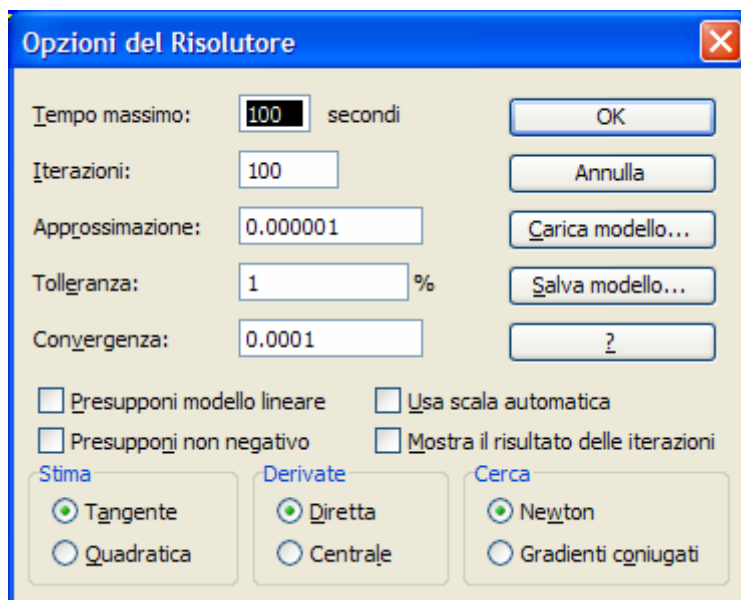 Opzioni del Risolutore
Tempo massimo: 100 secondi OK
Iterazioni: 100 Annulla
Approssimazione: 0.000001 Carica modello...
Tolleranza: 1 % Salva modello...
Convergenza: 0.0001 ?
Presupponi modello lineare Usa scala automatica
Presupponi non negativo Mostra il risultato delle iterazioni
Stima Derivate Cerca
Tangente Diretta Newton
Quadratica Centrale Gradienti coniugati